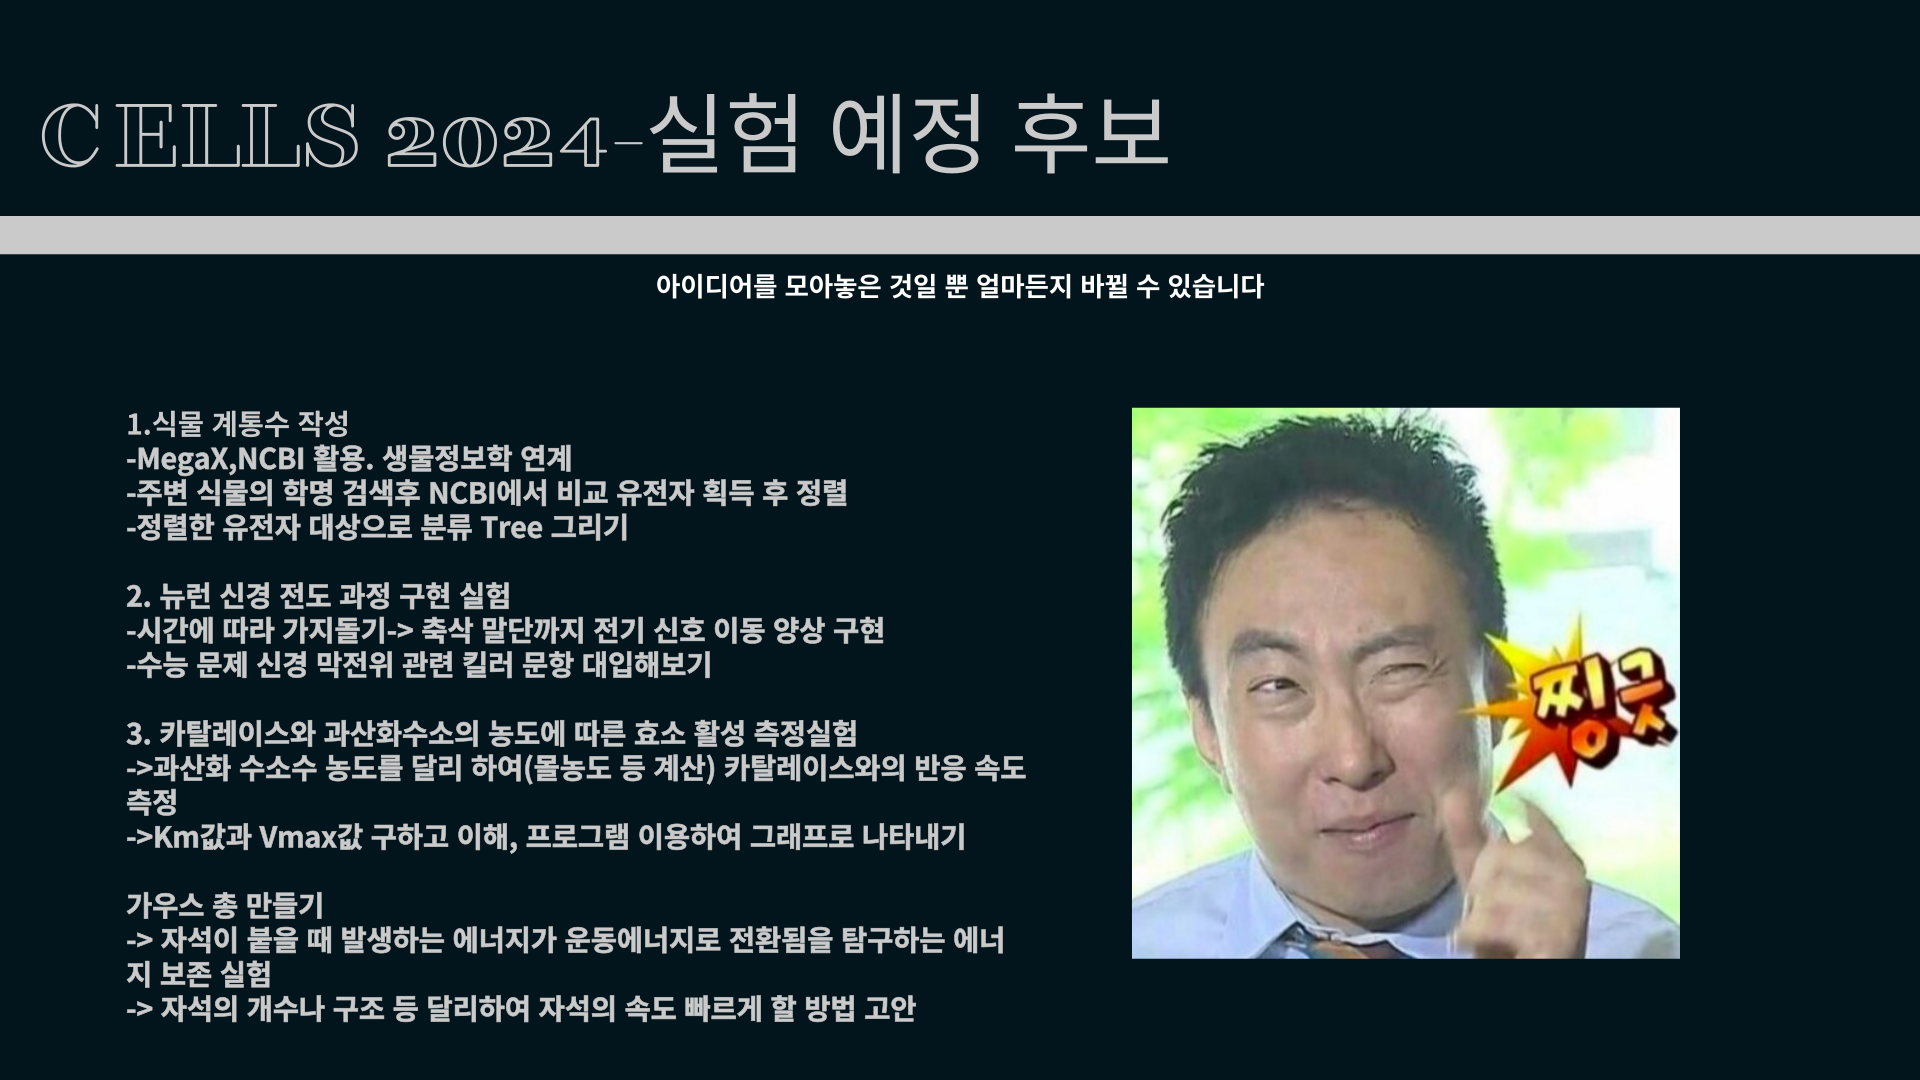 CELLS 2024-실험 예정 후보
아이디어를 모아놓은 것일 뿐 얼마든지 바뀔 수 있습니다
1.식물 계통수 작성
-MegaX,NCBI 활용. 생물정보학 연계
-주변 식물의 학명 검색후 NCBI에서 비교 유전자 획득 후 정렬
-정렬한 유전자 대상으로 분류 Tree 그리기
2. 뉴런 신경 전도 과정 구현 실험
-시간에 따라 가지돌기-> 축삭 말단까지 전기 신호 이동 양상 구현
-수능 문제 신경 막전위 관련 킬러 문항 대입해보기
3. 카탈레이스와 과산화수소의 농도에 따른 효소 활성 측정실험
->과산화 수소수 농도를 달리 하여(몰농도 등 계산) 카탈레이스와의 반응 속도
측정
->Km값과 Vmax값 구하고 이해, 프로그램 이용하여 그래프로 나타내기
가우스 총 만들기
-> 자석이 붙을 때 발생하는 에너지가 운동에너지로 전환됨을 탐구하는 에너
지 보존 실험
-> 자석의 개수나 구조 등 달리하여 자석의 속도 빠르게 할 방법 고안
찡긋